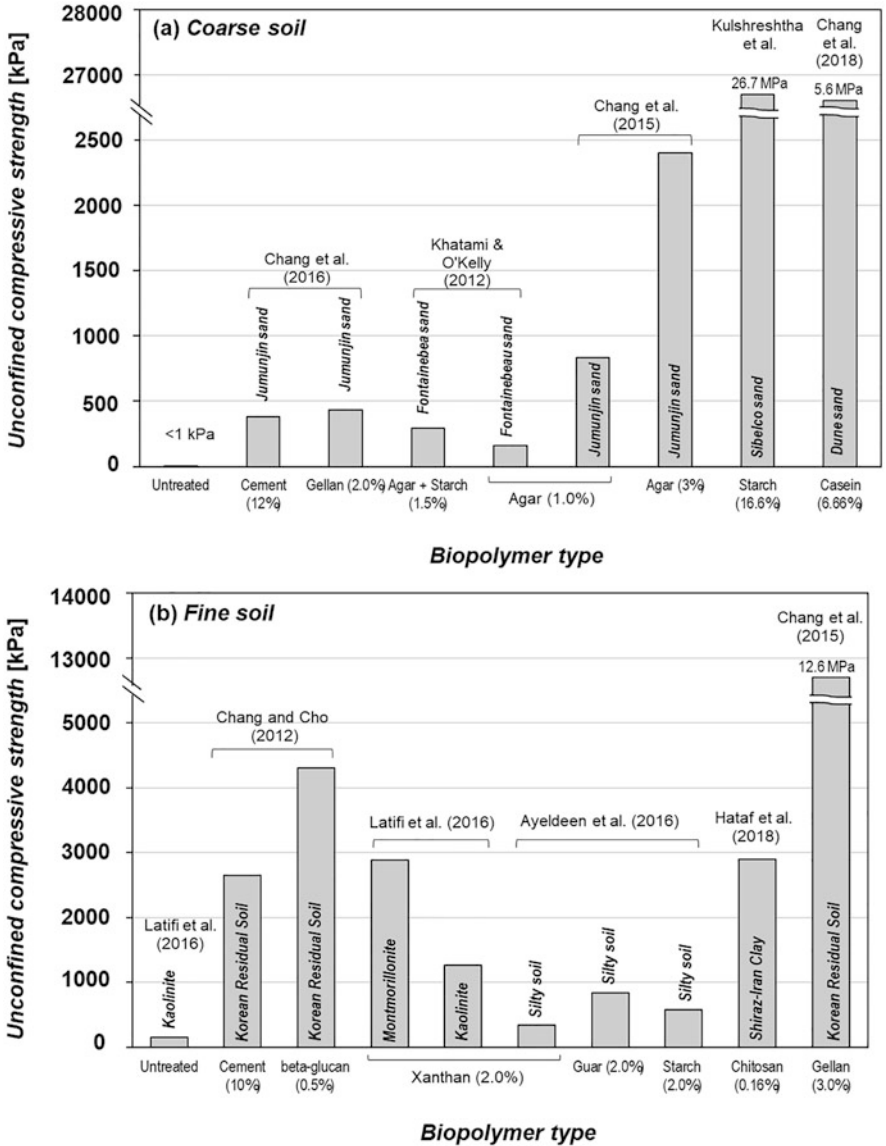 (a) Coarse soil
Unconfined compressive strength [kPa]
28000
27000
2500
2000
1500
1000
500
0
Kulshreshtha
et al.
26.7 MPa
Chang
et al.
(2018)
5.6 MPa
Chang et al.
(2015)
Chang et al.
(2016)
Khatami &
O'Kelly
(2012)
<1 kPa
Jumunjin sand
Jumunjin sand
Fontainebea sand
Fontainebeau sand
Jumunjin sand
Jumunjin sand
Sibelco sand
Dune sand
Untreated
Cement
(12%)
Gellan (2.0%)
Agar + Starch
(1.5%)
Agar (1.0%)
Agar (3%)
Starch
(16.6%)
Casein
(6.66%)
Biopolymer type
(b) Fine soil
Unconfined compressive strength [kPa]
14000
13000
5000
4000
3000
2000
1000
0
Chang et al.
(2015)
12.6 MPa
Chang and Cho
(2012)
Latifi et al. (2016)
Ayeldeen et al. (2016)
Hataf et al.
(2018)
Latifi et al.
(2016)
Kaolinite
Korean Residual Soil
Korean Residual Soil
Montmorillonite
Kaolinite
Silty soil
Silty soil
Silty soil
Shiraz-Iran Clay
Korean Residual Soil
Untreated
Cement
(10%)
beta-glucan
(0.5%)
Xanthan (2.0%)
Guar (2.0%)
Starch
(2.0%)
Chitosan
(0.16%)
Gellan
(3.0%)
Biopolymer type